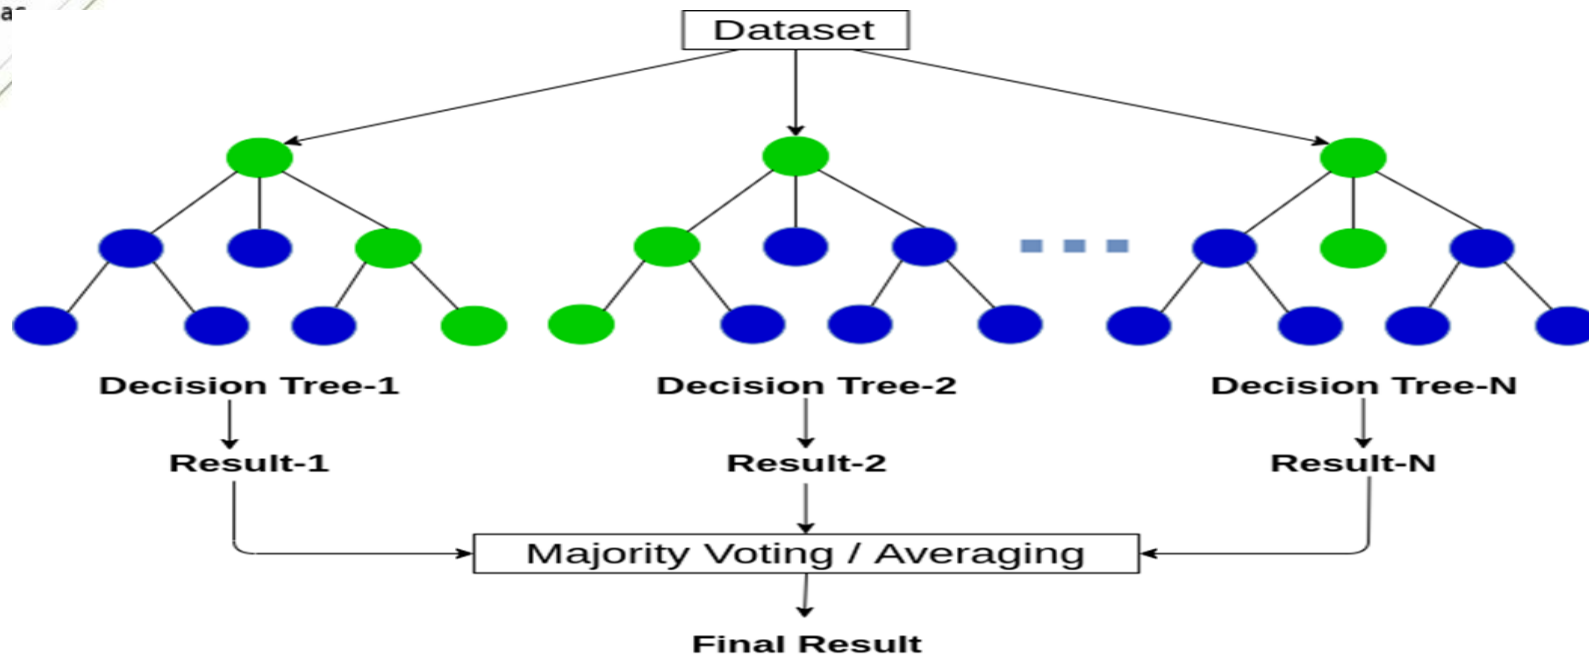 as
Dataset
Decision Tree-1
Decision Tree-2
Decision Tree-N
Result-1
Result-2
Result-N
Majority Voting / Averaging
Final Result